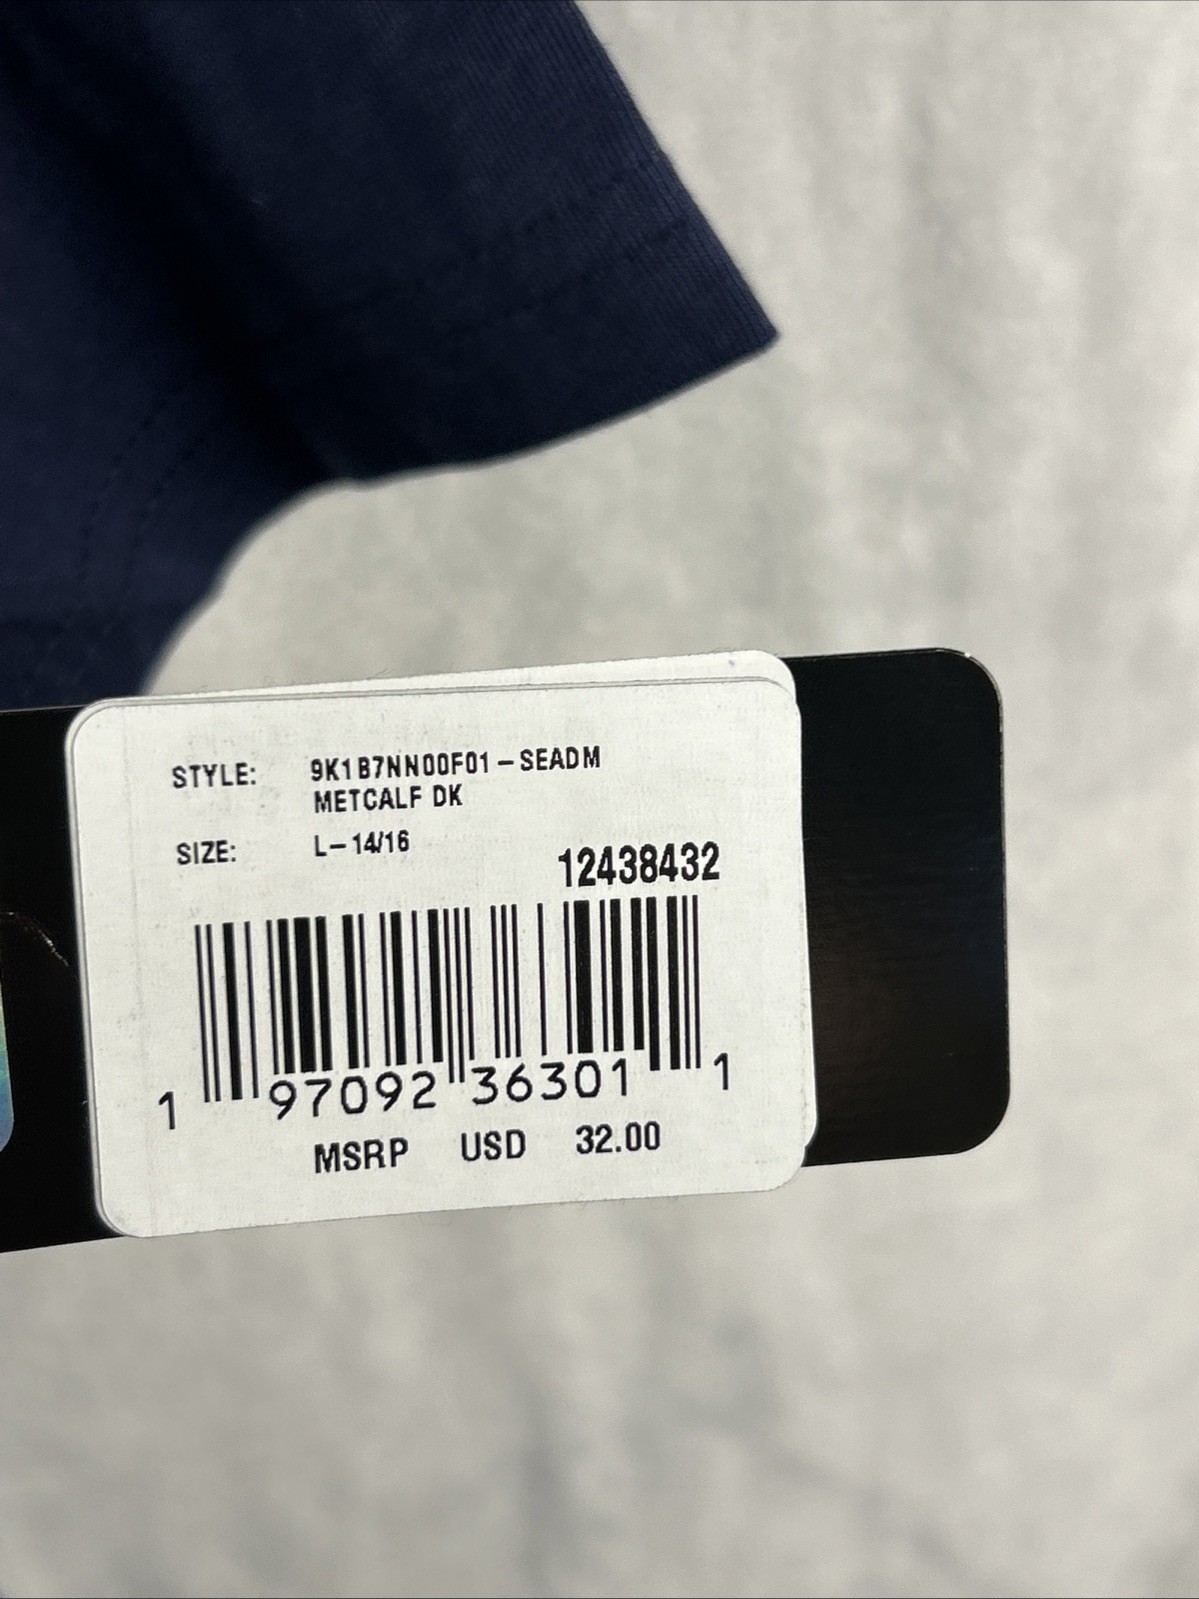 STYLE: 9K1B7NN00F01-SEADM
METCALF DK
SIZE: L-14/16
12438432
1 97092 36301 1
MSRP USD 32.00